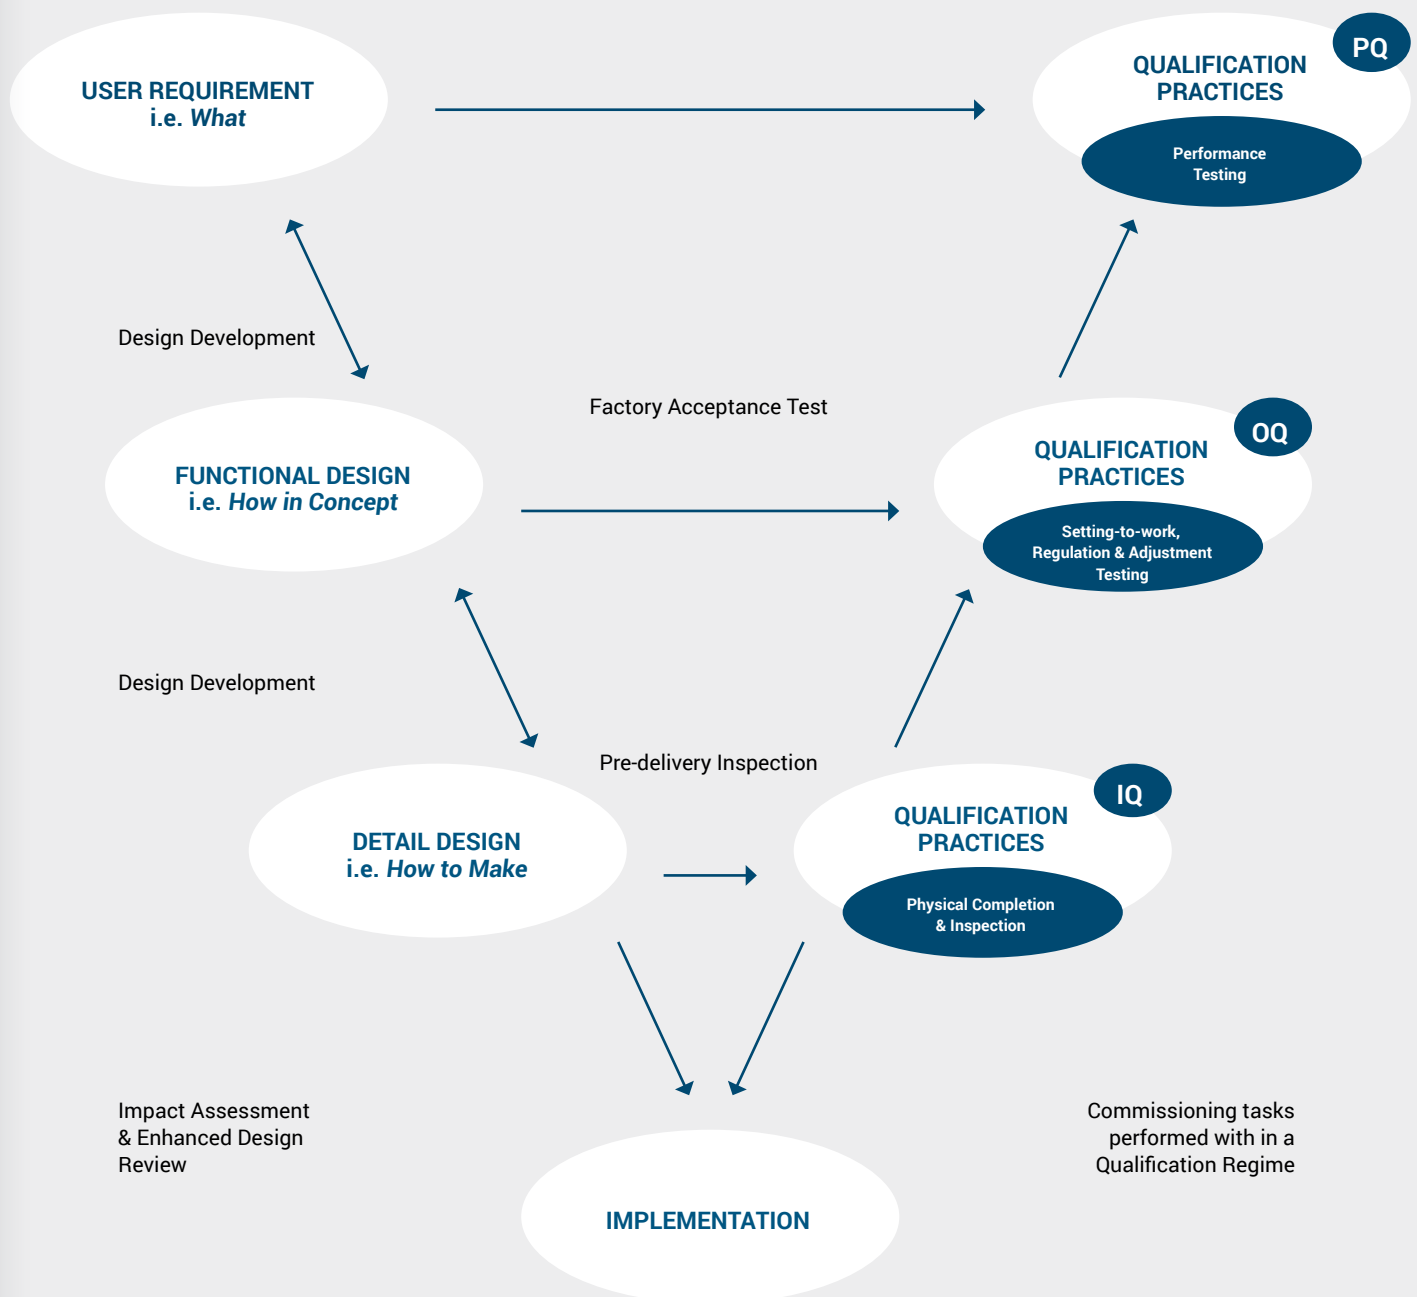 USER REQUIREMENT
i.e. What
PQ
QUALIFICATION
PRACTICES
Performance
Testing
Design Development
Factory Acceptance Test
FUNCTIONAL DESIGN
i.e. How in Concept
OQ
QUALIFICATION
PRACTICES
Setting-to-work,
Regulation & Adjustment
Testing
Design Development
Pre-delivery Inspection
DETAIL DESIGN
i.e. How to Make
IQ
QUALIFICATION
PRACTICES
Physical Completion
& Inspection
Impact Assessment
& Enhanced Design
Review
Commissioning tasks
performed with in a
Qualification Regime
IMPLEMENTATION